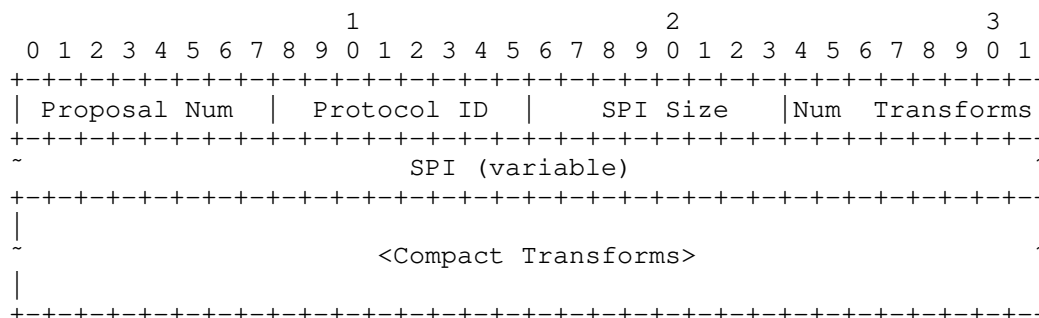 1                   2                   3
 0 1 2 3 4 5 6 7 8 9 0 1 2 3 4 5 6 7 8 9 0 1 2 3 4 5 6 7 8 9 0 1
+-+-+-+-+-+-+-+-+-+-+-+-+-+-+-+-+-+-+-+-+-+-+-+-+-+-+-+-+-+-+-+-
| Proposal Num  |  Protocol ID  |    SPI Size   |Num  Transforms
+-+-+-+-+-+-+-+-+-+-+-+-+-+-+-+-+-+-+-+-+-+-+-+-+-+-+-+-+-+-+-+-
~                        SPI (variable)                         ~
+-+-+-+-+-+-+-+-+-+-+-+-+-+-+-+-+-+-+-+-+-+-+-+-+-+-+-+-+-+-+-+-
|
~                      <Compact Transforms>                     ~
|
+-+-+-+-+-+-+-+-+-+-+-+-+-+-+-+-+-+-+-+-+-+-+-+-+-+-+-+-+-+-+-+-